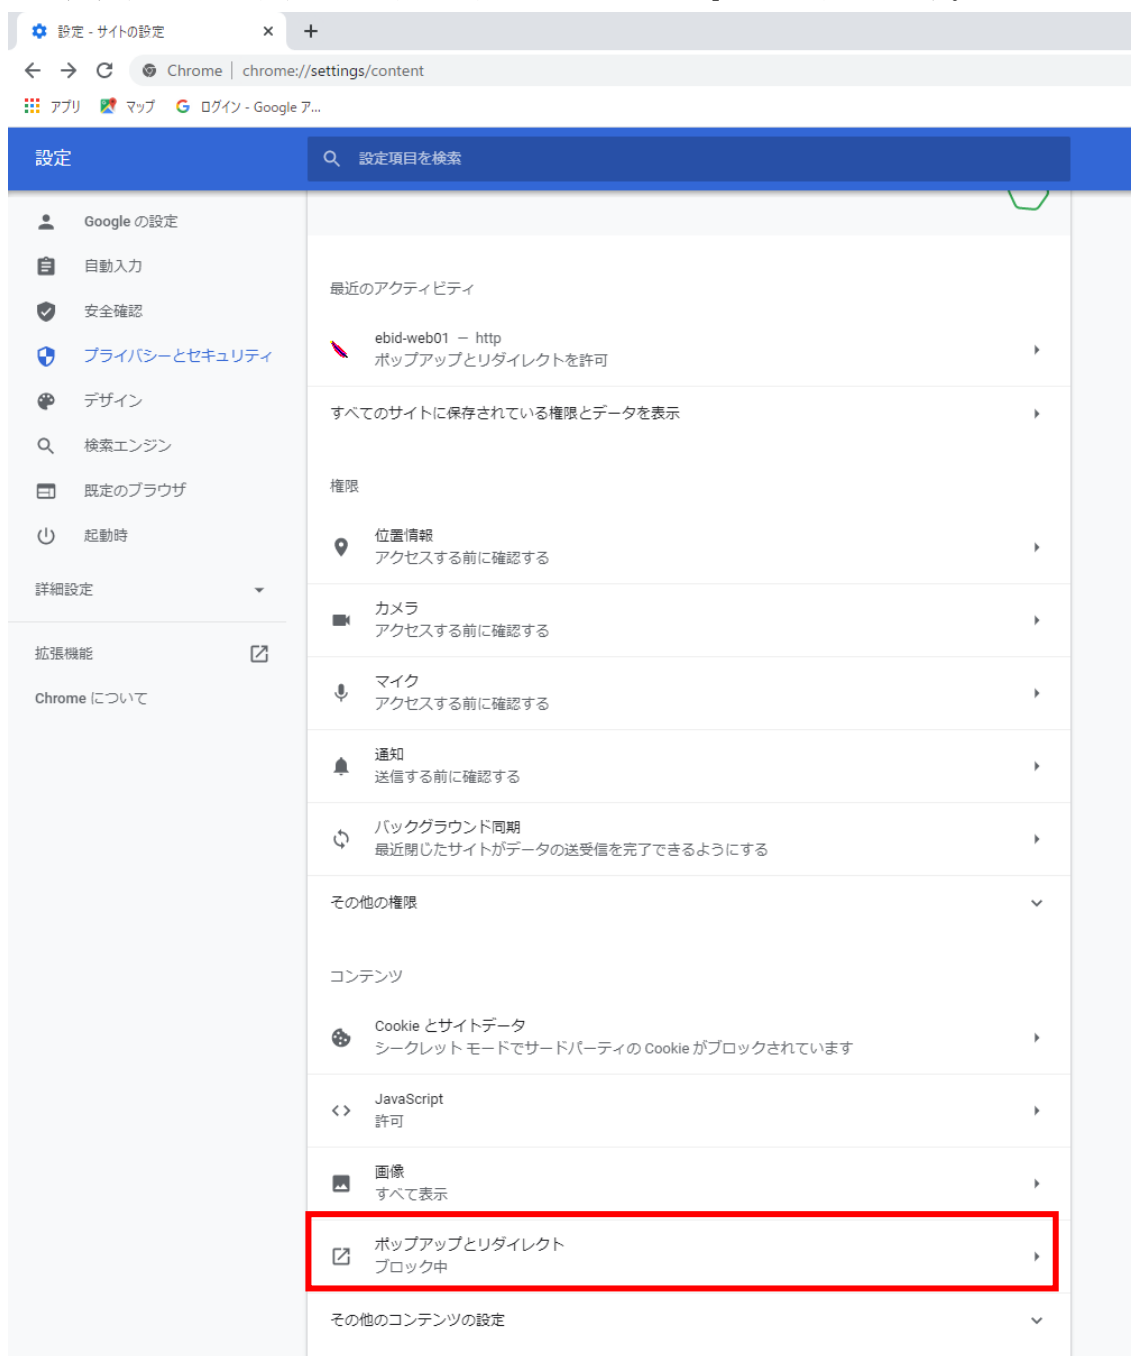 設定 - サイトの設定
Chrome | chrome://settings/content
アプリ マップ ログイン - Google ア...
設定
設定項目を検索
Google の設定
自動入力
安全確認
プライバシーとセキュリティ
デザイン
検索エンジン
既定のブラウザ
起動時
詳細設定
拡張機能
Chrome について
最近のアクティビティ
ebid-web01 – http
ポップアップとリダイレクトを許可
すべてのサイトに保存されている権限とデータを表示
権限
位置情報
アクセスする前に確認する
カメラ
アクセスする前に確認する
マイク
アクセスする前に確認する
通知
送信する前に確認する
バックグラウンド同期
最近閉じたサイトがデータの送受信を完了できるようにする
その他の権限
コンテンツ
Cookie とサイトデータ
シークレット モードでサードパーティの Cookie がブロックされています
JavaScript
許可
画像
すべて表示
ポップアップとリダイレクト
ブロック中
その他のコンテンツの設定